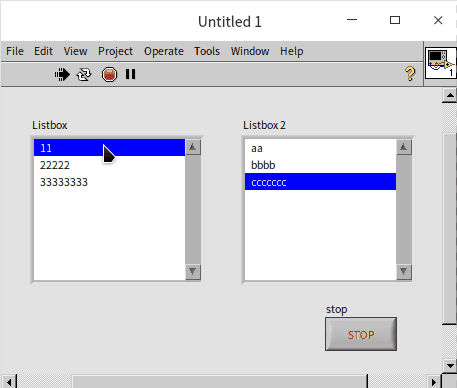 Untitled 1
File Edit View Project Operate Tools Window Help
?
1
Listbox
11
22222
33333333
Listbox 2
aa
bbbb
ccccccc
stop
STOP